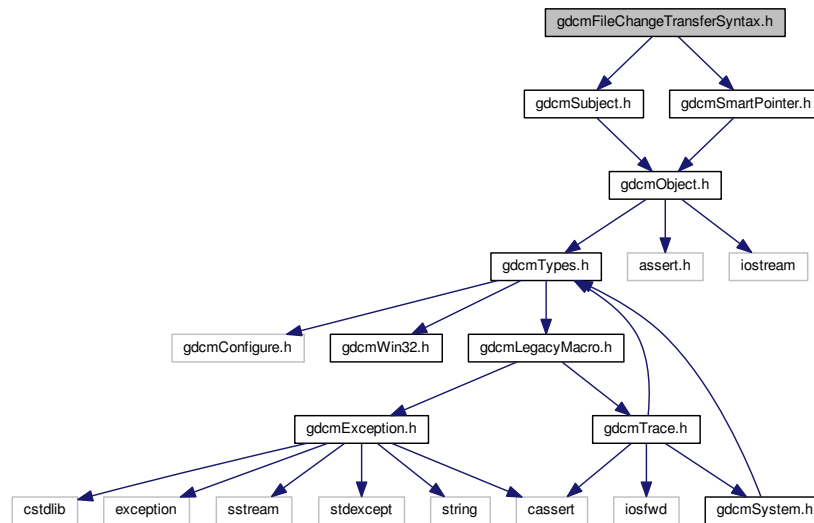 gdcmFileChangeTransferSyntax.h
gdcmSubject.h
gdcmSmartPointer.h
gdcmObject.h
gdcmTypes.h
assert.h
iostream
gdcmConfigure.h
gdcmWin32.h
gdcmLegacyMacro.h
gdcmException.h
gdcmTrace.h
cstdlib
exception
sstream
stdexcept
string
cassert
iosfwd
gdcmSystem.h